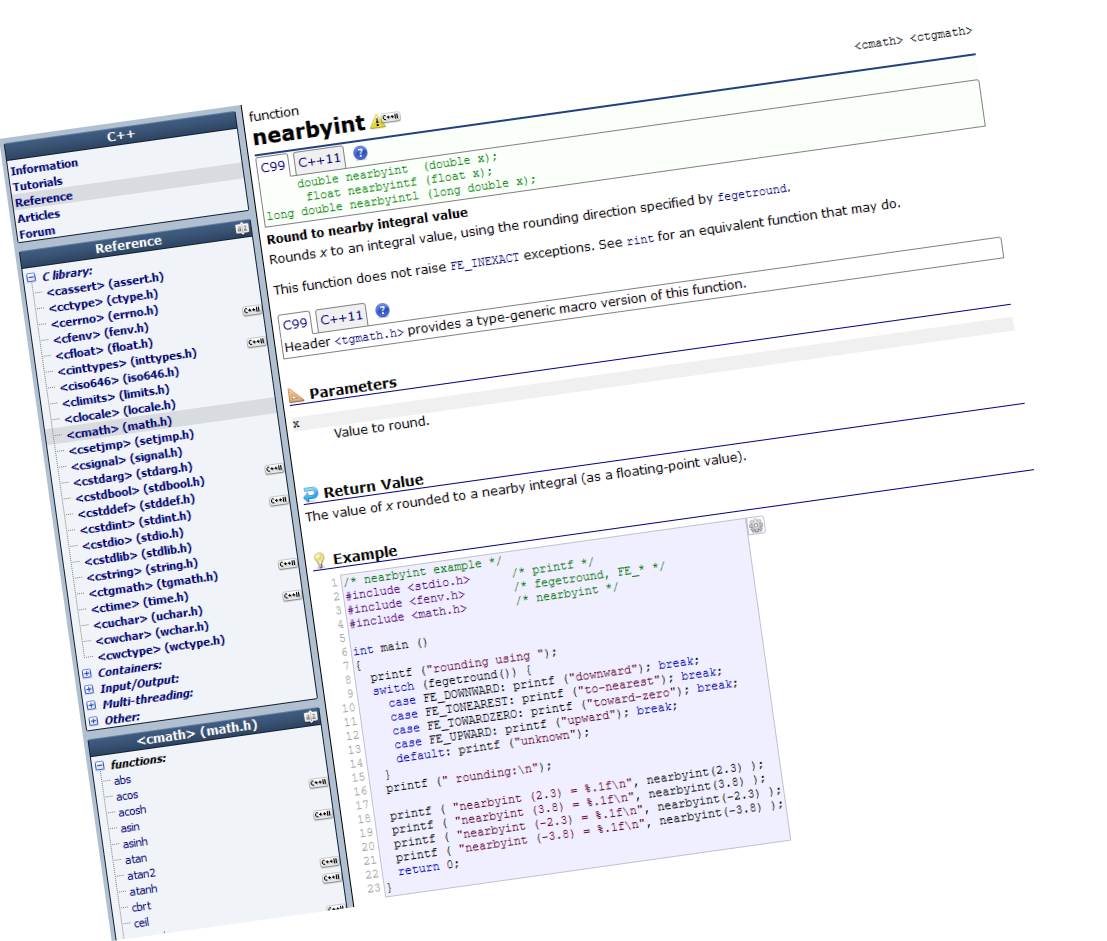 <cmath> <ctgmath>
C++
Information
Tutorials
Reference
Articles
Forum
Reference
C library:
<cassert> (assert.h)
<cctype> (ctype.h)
<cerrno> (errno.h)
<cfenv> (fenv.h)
C++11
<cfloat> (float.h)
<cinttypes> (inttypes.h)
C++11
<ciso646> (iso646.h)
<climits> (limits.h)
<clocale> (locale.h)
<cmath> (math.h)
<csetjmp> (setjmp.h)
<csignal> (signal.h)
<cstdarg> (stdarg.h)
<cstdbool> (stdbool.h)
C++11
<cstddef> (stddef.h)
<cstdint> (stdint.h)
C++11
<cstdio> (stdio.h)
<cstdlib> (stdlib.h)
<cstring> (string.h)
<ctgmath> (tgmath.h)
C++11
<ctime> (time.h)
<cuchar> (uchar.h)
C++11
<cwchar> (wchar.h)
<cwctype> (wctype.h)
Containers:
Input/Output:
Multi-threading:
Other:
<cmath> (math.h)
functions:
abs
acos
acosh
C++11
asin
asinh
C++11
atan
atan2
atanh
C++11
cbrt
C++11
ceil
function
nearbyint
C++11
C99
C++11
?
double nearbyint  (double x);
float nearbyintf (float x);
long double nearbyintl (long double x);
Round to nearby integral value
Rounds x to an integral value, using the rounding direction specified by fegetround.
This function does not raise FE_INEXACT exceptions. See rint for an equivalent function that may do.
C99
C++11
?
Header <tgmath.h> provides a type-generic macro version of this function.
Parameters
x
Value to round.
Return Value
The value of x rounded to a nearby integral (as a floating-point value).
Example
1 /* nearbyint example */
2 #include <stdio.h>      /* printf */
3 #include <fenv.h>       /* fegetround, FE_* */
4 #include <math.h>       /* nearbyint */
5
6 int main ()
7 {
8   printf ("rounding using ");
9   switch (fegetround()) {
10     case FE_DOWNWARD: printf ("downward"); break;
11     case FE_TONEAREST: printf ("to-nearest"); break;
12     case FE_TOWARDZERO: printf ("toward-zero"); break;
13     case FE_UPWARD: printf ("upward"); break;
14     default: printf ("unknown");
15   }
16   printf (" rounding:\n");
17
18   printf ( "nearbyint (2.3) = %.1f\n", nearbyint(2.3) );
19   printf ( "nearbyint (3.8) = %.1f\n", nearbyint(3.8) );
20   printf ( "nearbyint (-2.3) = %.1f\n", nearbyint(-2.3) );
21   printf ( "nearbyint (-3.8) = %.1f\n", nearbyint(-3.8) );
22   return 0;
23 }